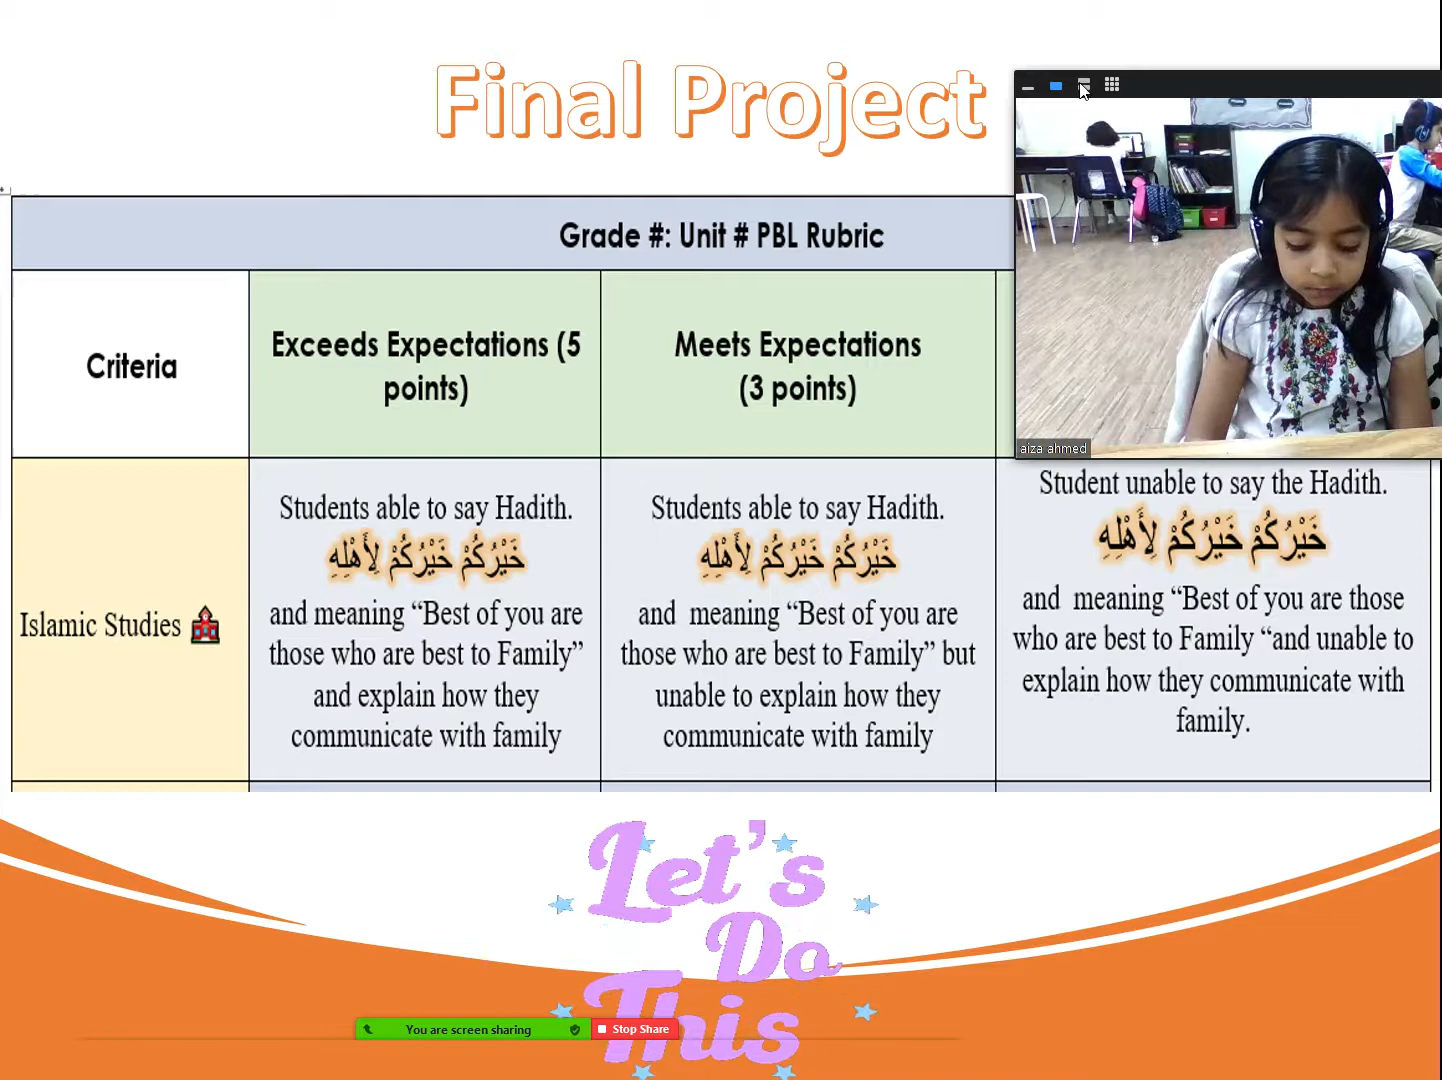 Final Project
Grade #: Unit # PBL Rubric
Criteria
Exceeds Expectations (5
points)
Meets Expectations
(3 points)
aiza ahmed
Islamic Studies
Students able to say Hadith.
خَيْرُكُمْ خَيْرُكُمْ لِأَهْلِهِ
and meaning “Best of you are
those who are best to Family”
and explain how they
communicate with family
Students able to say Hadith.
خَيْرُكُمْ خَيْرُكُمْ لِأَهْلِهِ
and meaning “Best of you are
those who are best to Family” but
unable to explain how they
communicate with family
Student unable to say the Hadith.
خَيْرُكُمْ خَيْرُكُمْ لِأَهْلِهِ
and meaning “Best of you are those
who are best to Family “and unable to
explain how they communicate with
family.
Let's
Do
This
You are screen sharing
Stop Share